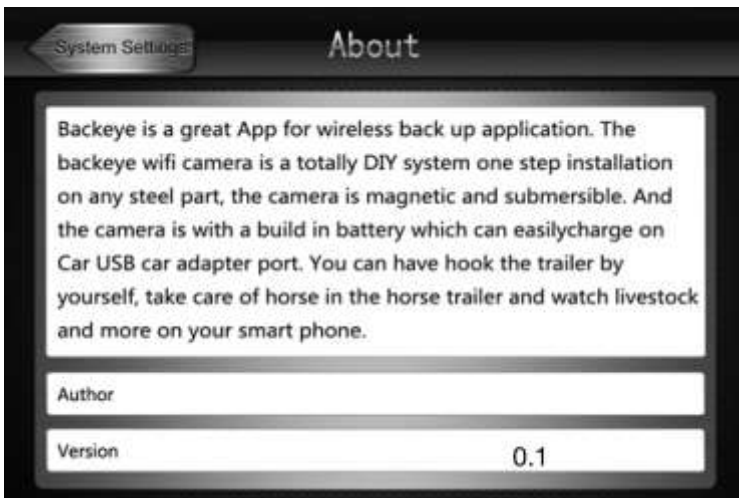 System Settings
About
Backeye is a great App for wireless back up application. The
backeye wifi camera is a totally DIY system one step installation
on any steel part, the camera is magnetic and submersible. And
the camera is with a build in battery which can easilycharge on
Car USB car adapter port. You can have hook the trailer by
yourself, take care of horse in the horse trailer and watch livestock
and more on your smart phone.
Author
Version 0.1